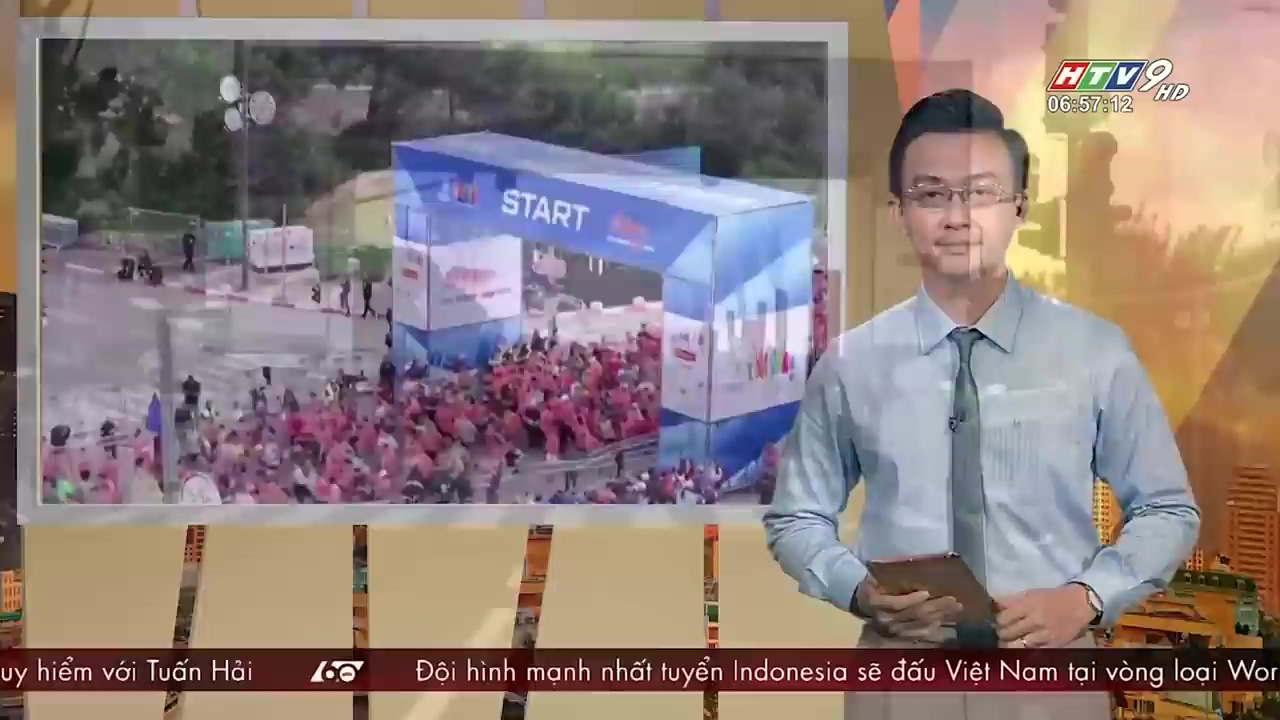 HTV9 HD
06:57:12
START
uy hiểm với Tuấn Hải
Đội hình mạnh nhất tuyển Indonesia sẽ đấu Việt Nam tại vòng loại Wor